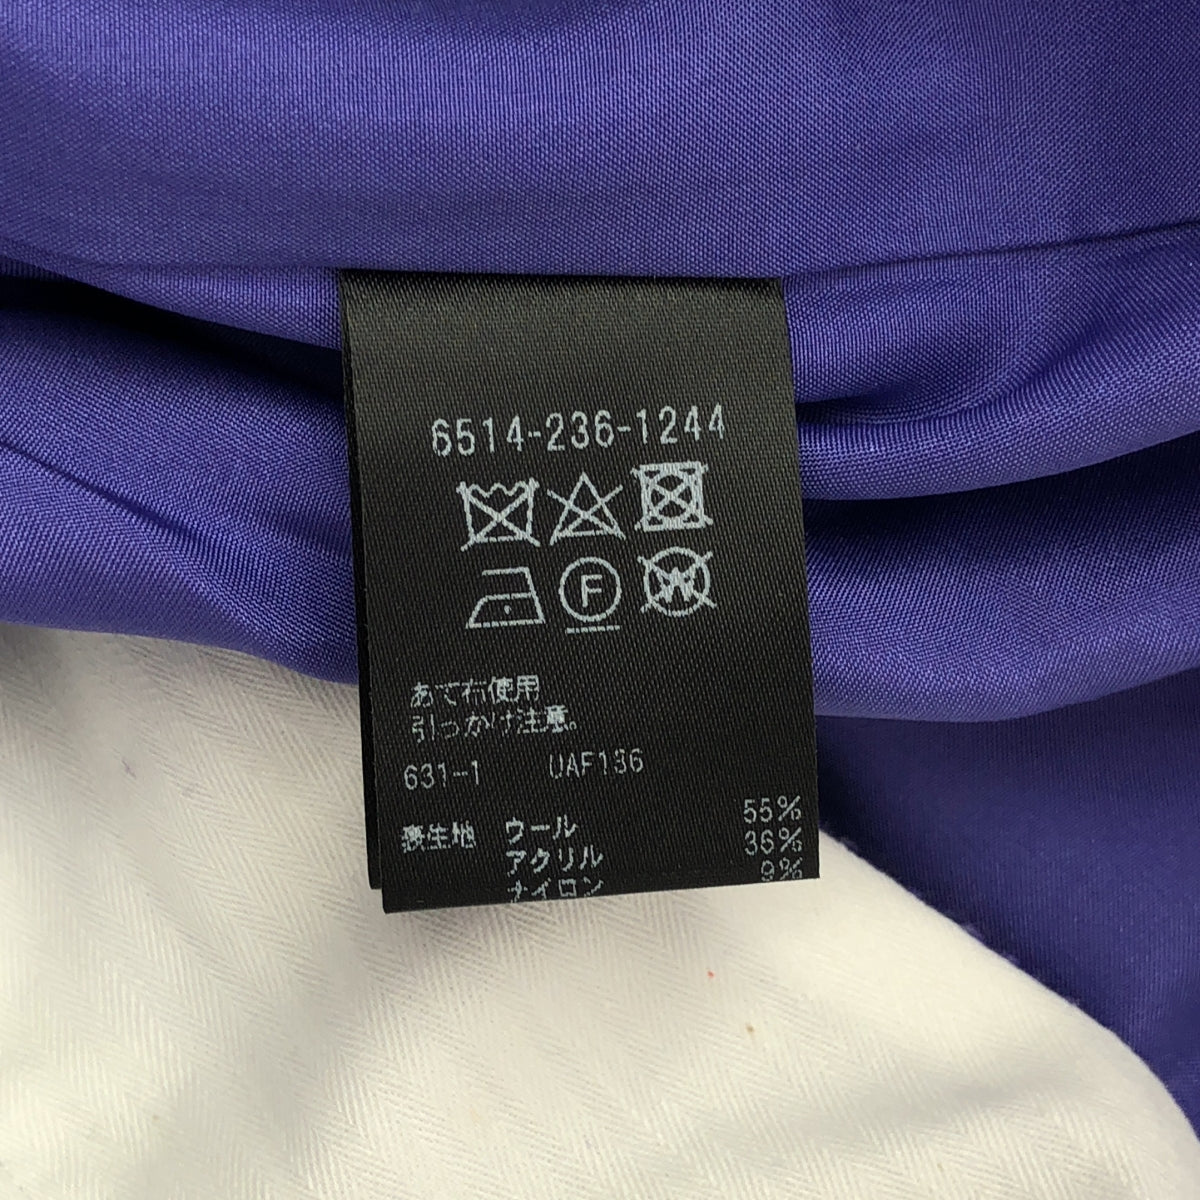 6514-236-1244
F
W
あて布使用
引っかけ注意。
631-1 UAF136
表生地 ウール 55%
アクリル 36%
ナイロン 9%